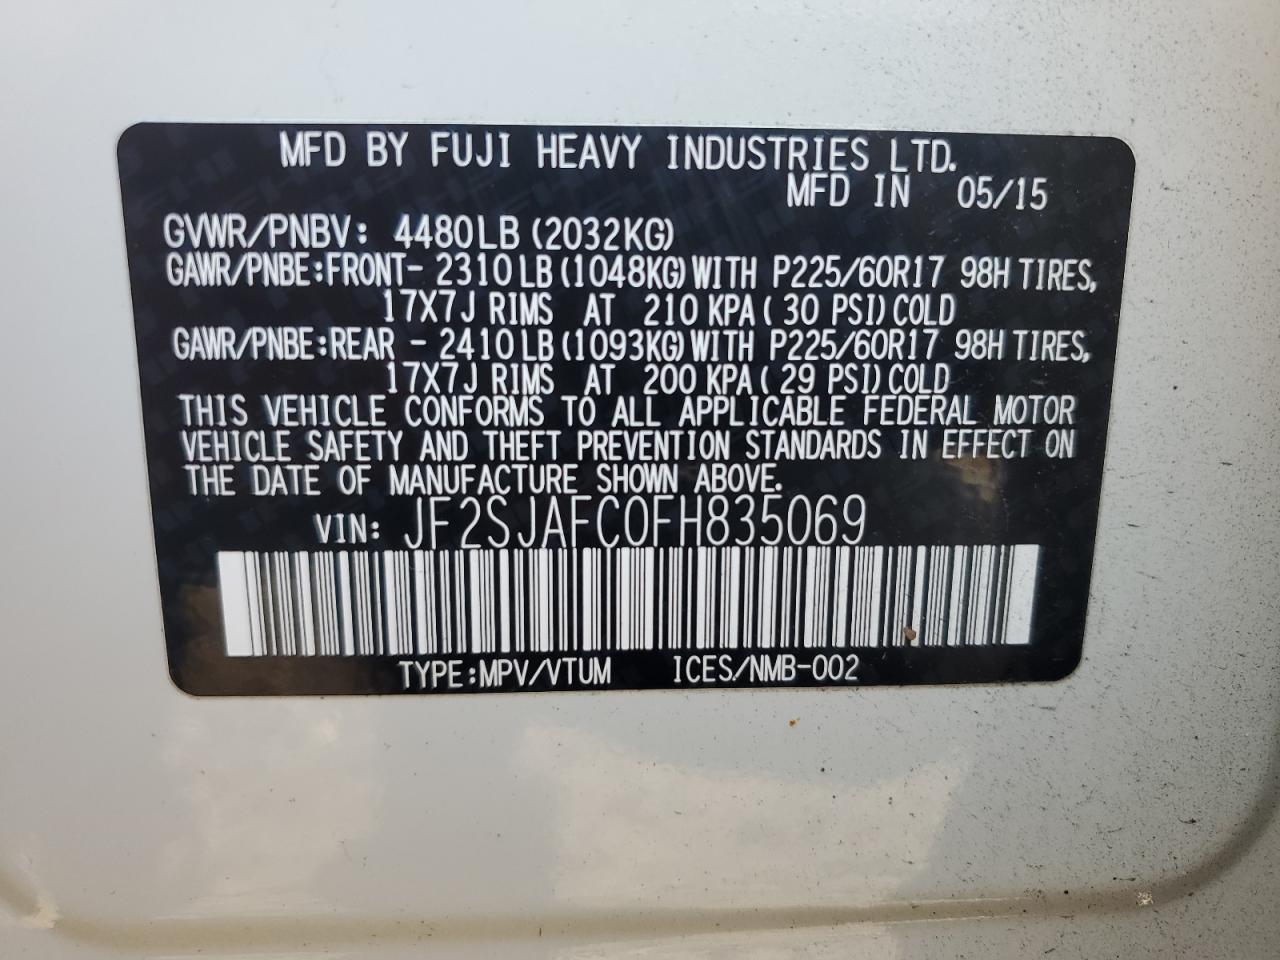 MFD BY FUJI HEAVY INDUSTRIES LTD.
MFD IN 05/15
GVWR/PNBV: 4480LB (2032KG)
GAWR/PNBE:FRONT- 2310LB (1048KG) WITH P225/60R17 98H TIRES,
17X7J RIMS AT 210 KPA ( 30 PSI) COLD
GAWR/PNBE:REAR - 2410LB (1093KG) WITH P225/60R17 98H TIRES,
17X7J RIMS AT 200 KPA ( 29 PSI) COLD
THIS VEHICLE CONFORMS TO ALL APPLICABLE FEDERAL MOTOR
VEHICLE SAFETY AND THEFT PREVENTION STANDARDS IN EFFECT ON
THE DATE OF MANUFACTURE SHOWN ABOVE.
VIN: JF2SJAFC0FH835069
TYPE:MPV/VTUM ICES/NMB-002